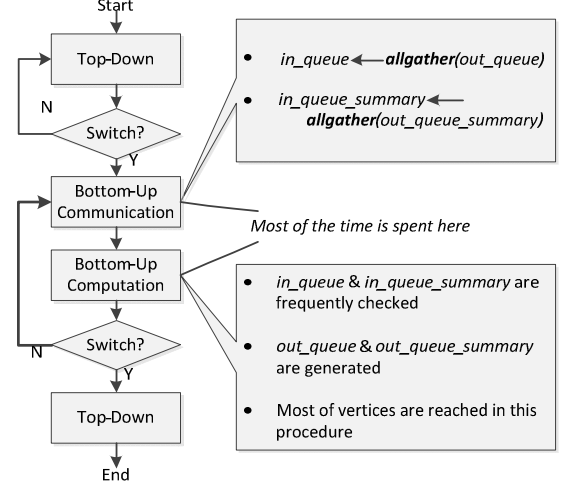 Start
Top-Down
N
Switch?
Y
Bottom-Up
Communication
Bottom-Up
Computation
Switch?
N
Y
Top-Down
End
• in_queue ← allgather(out_queue)
• in_queue_summary ←
allgather(out_queue_summary)
Most of the time is spent here
• in_queue & in_queue_summary are
frequently checked
• out_queue & out_queue_summary
are generated
• Most of vertices are reached in this
procedure